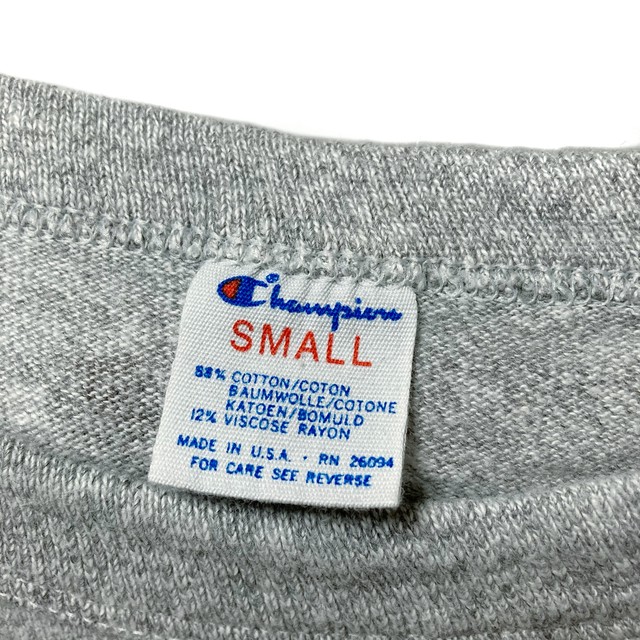 Champion
SMALL
88% COTTON/COTON
BAUMWOLLE/COTONE
KATOEN/BOMULD
12% VISCOSE RAYON
MADE IN U.S.A. · RN 26094
FOR CARE SEE REVERSE